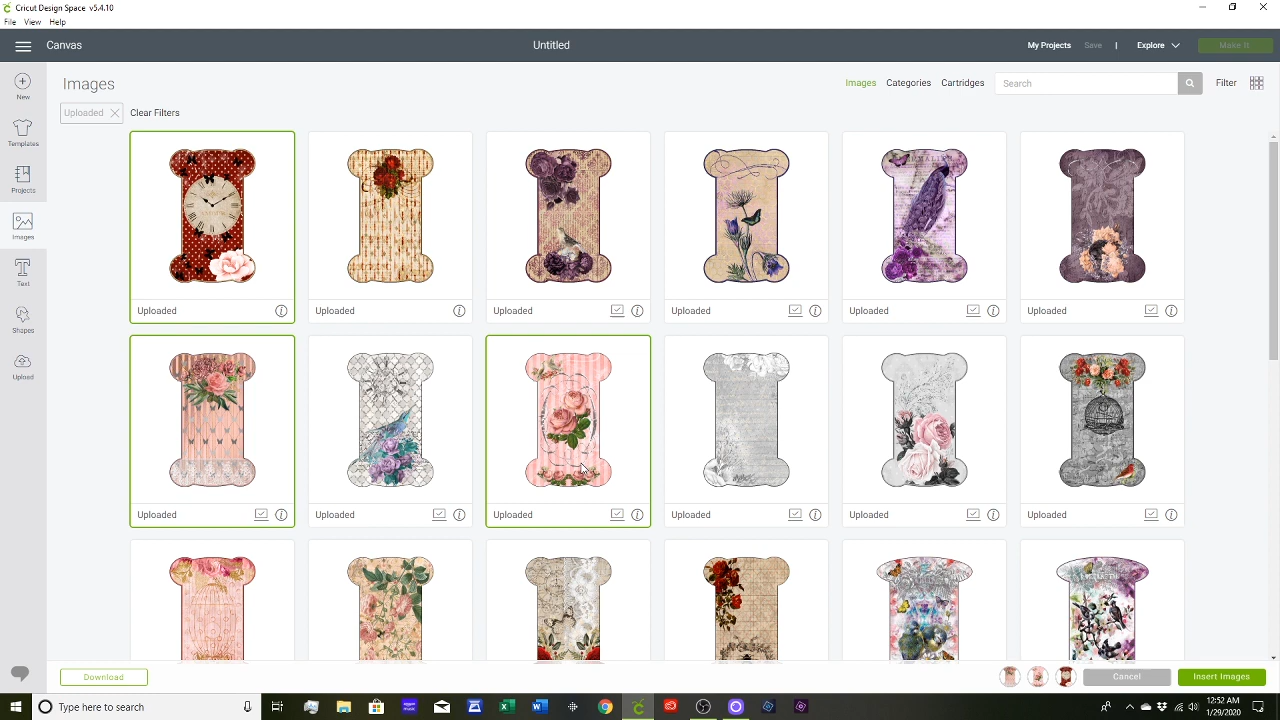 Cricut Design Space v5.4.10
File View Help
Canvas
Untitled
My Projects Save | Explore Make It
New
Templates
Projects
Images
Text
Shapes
Upload
Images
Images Categories Cartridges Search Filter
Uploaded Clear Filters
Uploaded Uploaded Uploaded Uploaded Uploaded Uploaded
Uploaded Uploaded Uploaded Uploaded Uploaded Uploaded
Download Cancel Insert Images
Type here to search
12:52 AM
1/29/2020